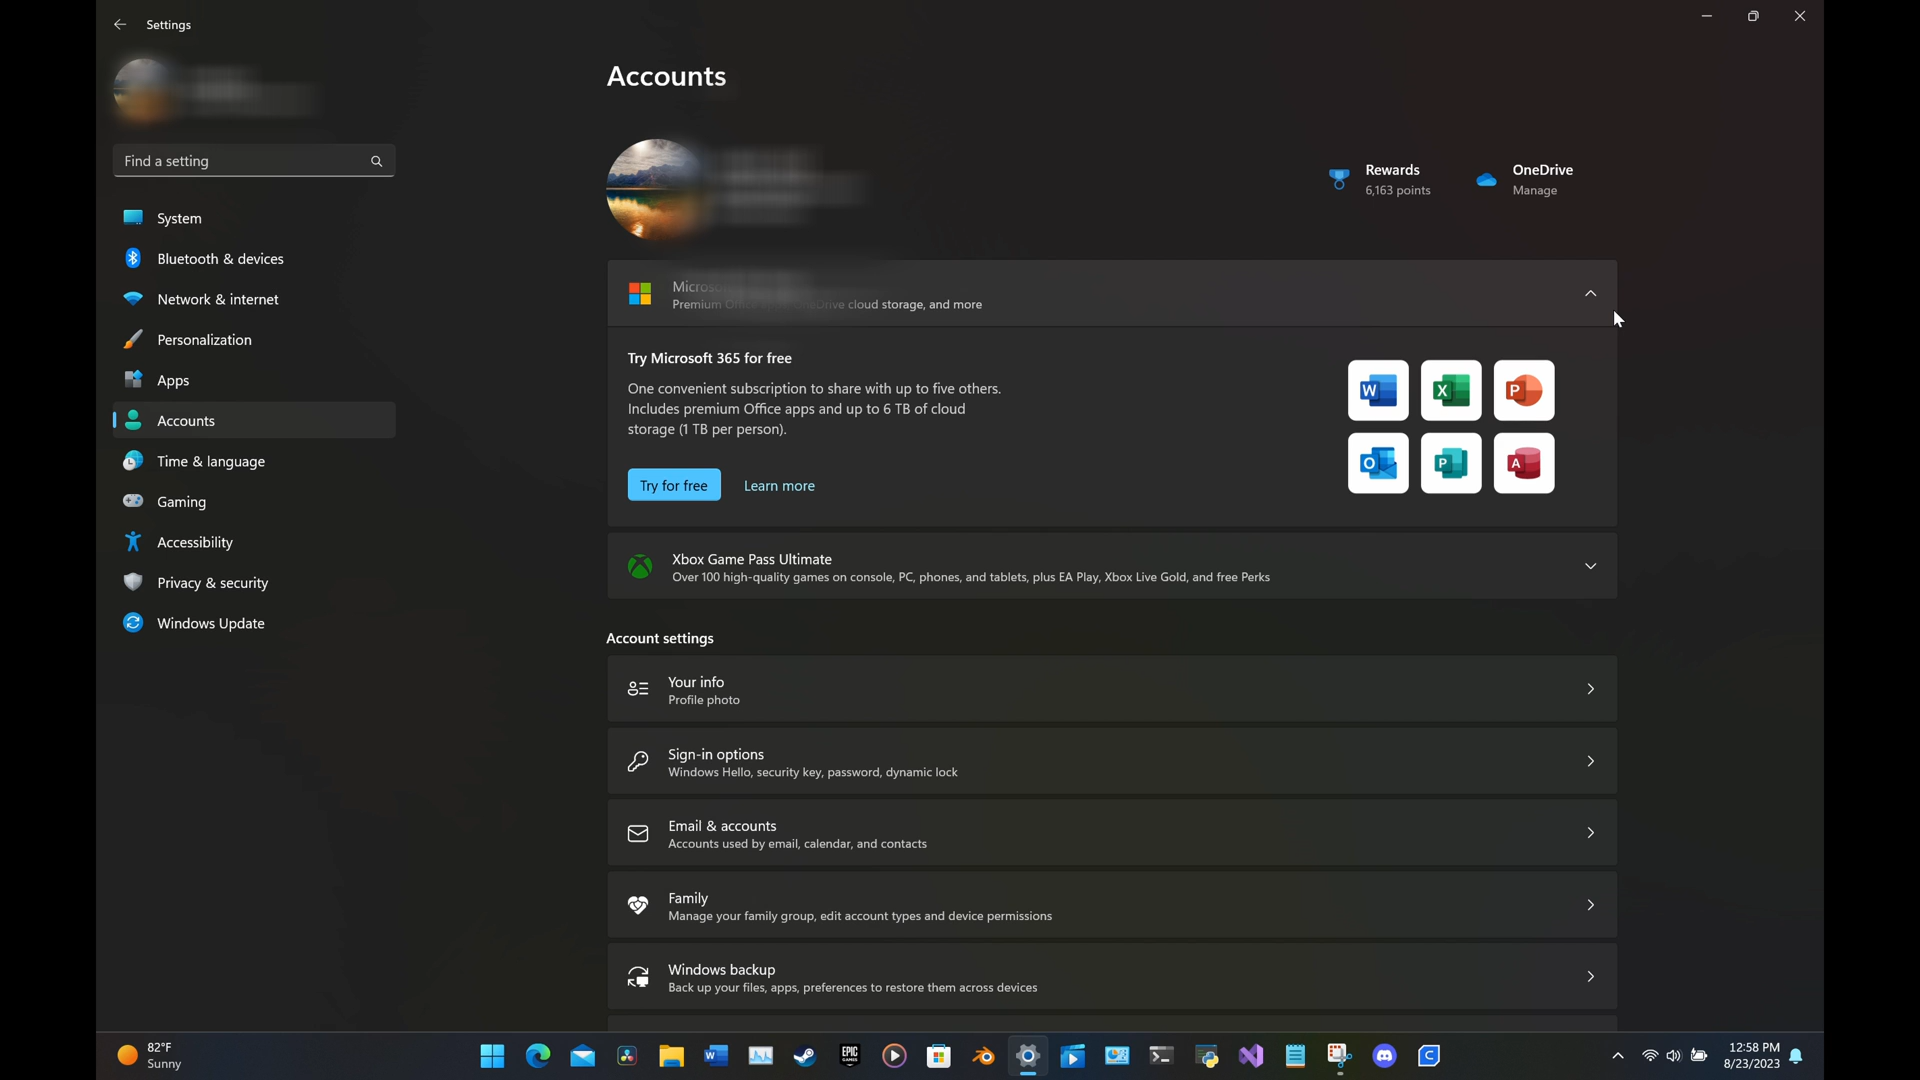 Settings
Find a setting
System
Bluetooth & devices
Network & internet
Personalization
Apps
Accounts
Time & language
Gaming
Accessibility
Privacy & security
Windows Update
Accounts
Rewards
6,163 points
OneDrive
Manage
Premium
cloud storage, and more
Try Microsoft 365 for free
One convenient subscription to share with up to five others.
Includes premium Office apps and up to 6 TB of cloud
storage (1 TB per person).
Try for free
Learn more
W
X
P
O
P
A
Xbox Game Pass Ultimate
Over 100 high-quality games on console, PC, phones, and tablets, plus EA Play, Xbox Live Gold, and free Perks
Account settings
Your info
Profile photo
Sign-in options
Windows Hello, security key, password, dynamic lock
Email & accounts
Accounts used by email, calendar, and contacts
Family
Manage your family group, edit account types and device permissions
Windows backup
Back up your files, apps, preferences to restore them across devices
82°F
Sunny
W
EPIC
GAMES
C
12:58 PM
8/23/2023